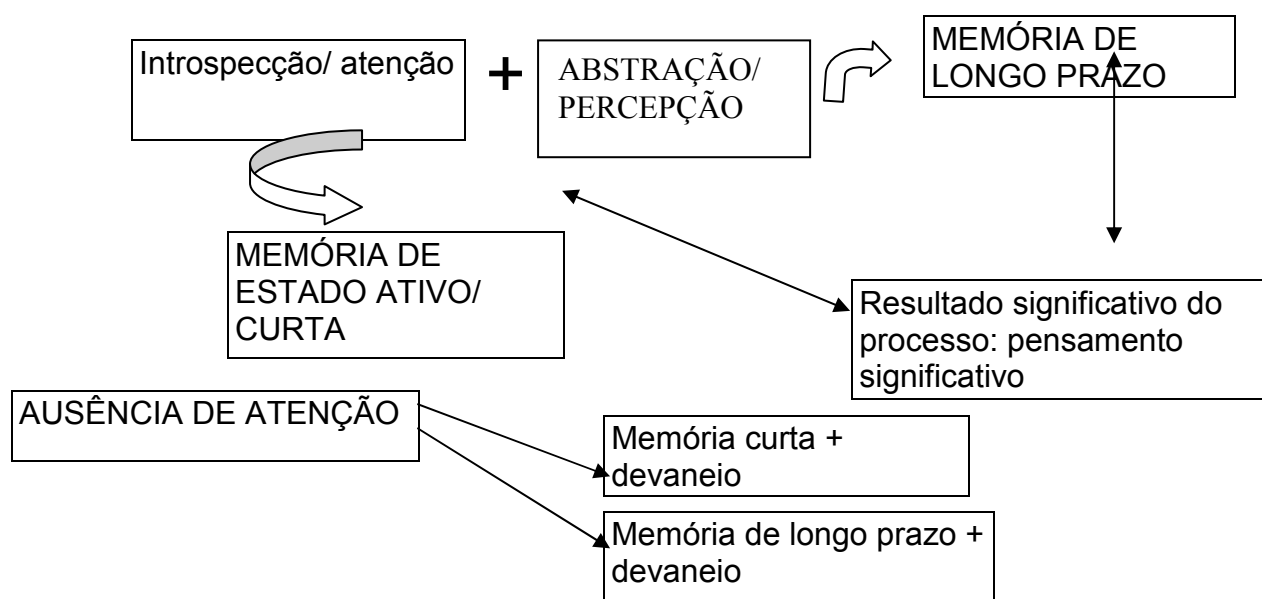 Introspecção/ atenção
+
ABSTRAÇÃO/
PERCEPÇÃO
MEMÓRIA DE
LONGO PRAZO
MEMÓRIA DE
ESTADO ATIVO/
CURTA
Resultado significativo do
processo: pensamento
significativo
AUSÊNCIA DE ATENÇÃO
Memória curta +
devaneio
Memória de longo prazo +
devaneio